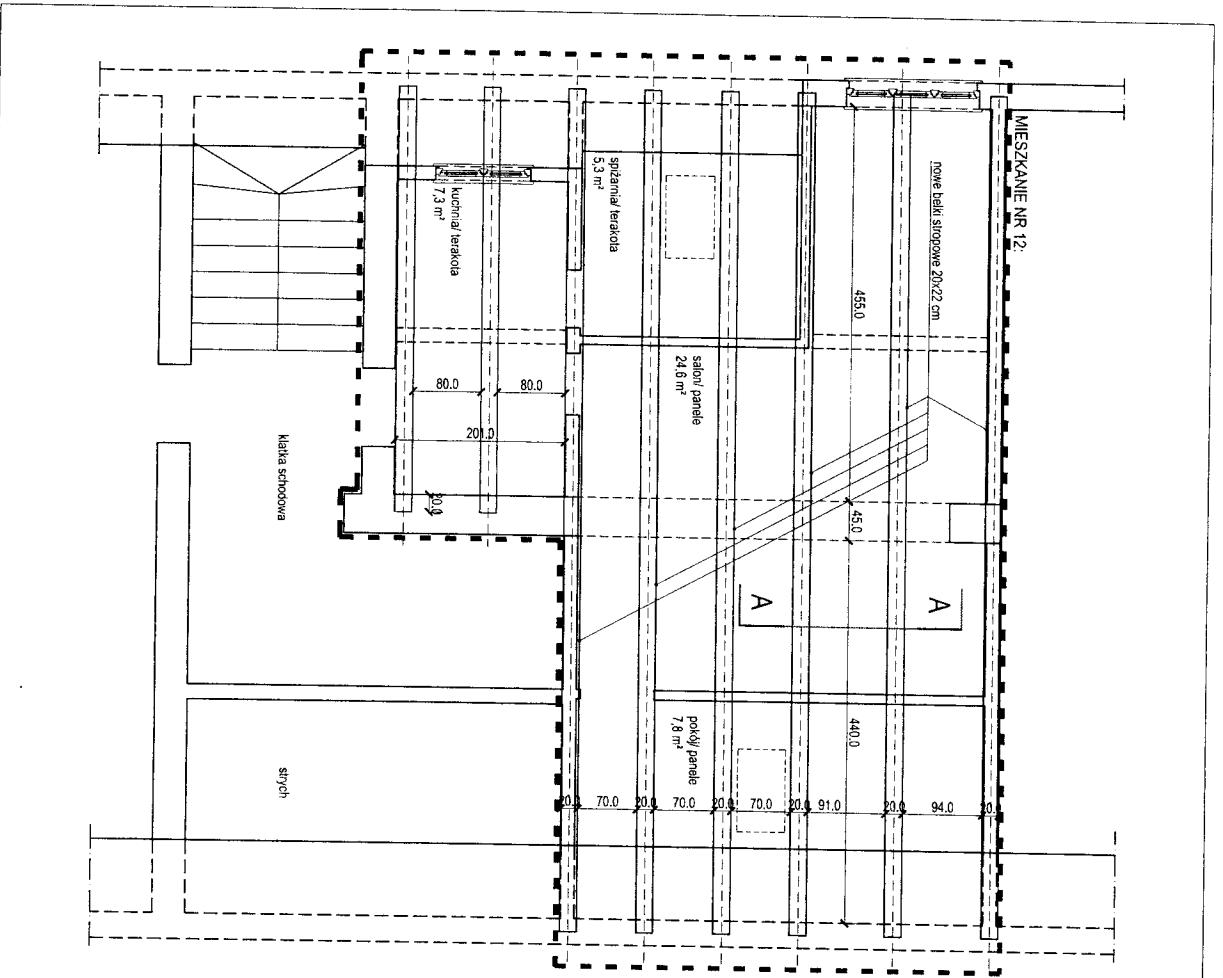 MIESZKANIE NR 12:
nowe belki stropowe 20x22 cm
455.0
45.0
440.0
spiżarnia/ terakota
5,3 m²
kuchnia/ terakota
7,3 m²
salon/ panele
24,6 m²
80.0
80.0
201.0
20.0
klatka schodowa
A
A
pokój/ panele
7,8 m²
strych
20.0
70.0
20.0
70.0
20.0
70.0
20.0
91.0
20.0
94.0
20.0